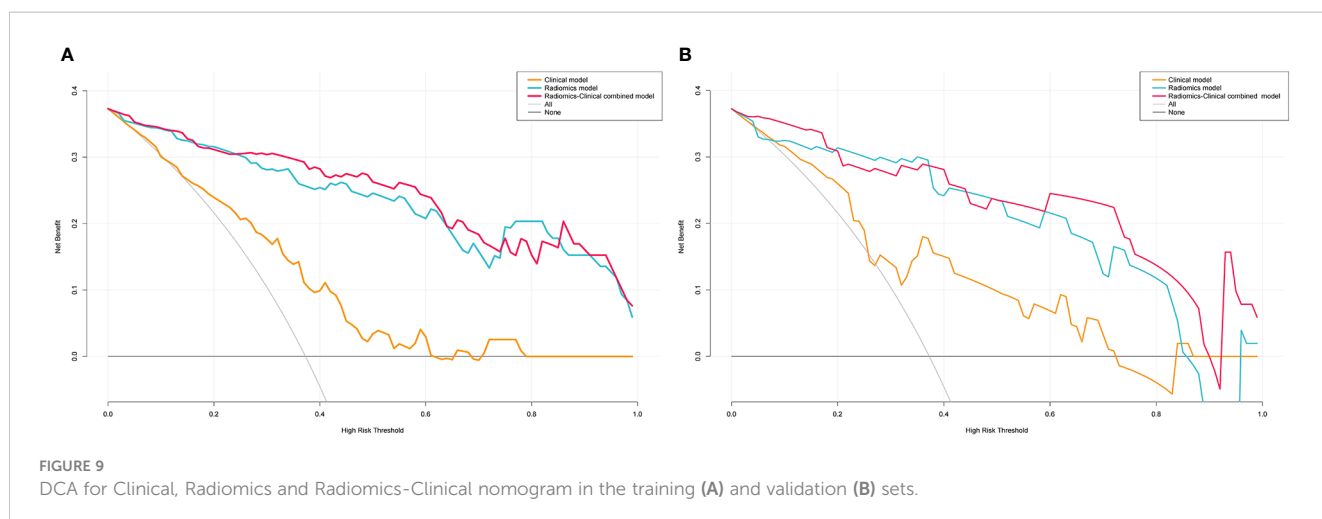 A
Clinical model
Radiomics model
Radiomics-Clinical combined model
All
None
0.4
0.3
0.2
0.1
0.0
Net Benefit
0.0 0.2 0.4 0.6 0.8 1.0
High Risk Threshold
B
Clinical model
Radiomics model
Radiomics-Clinical combined model
All
None
0.4
0.3
0.2
0.1
0.0
Net Benefit
0.0 0.2 0.4 0.6 0.8 1.0
High Risk Threshold
FIGURE 9
DCA for Clinical, Radiomics and Radiomics-Clinical nomogram in the training (A) and validation (B) sets.